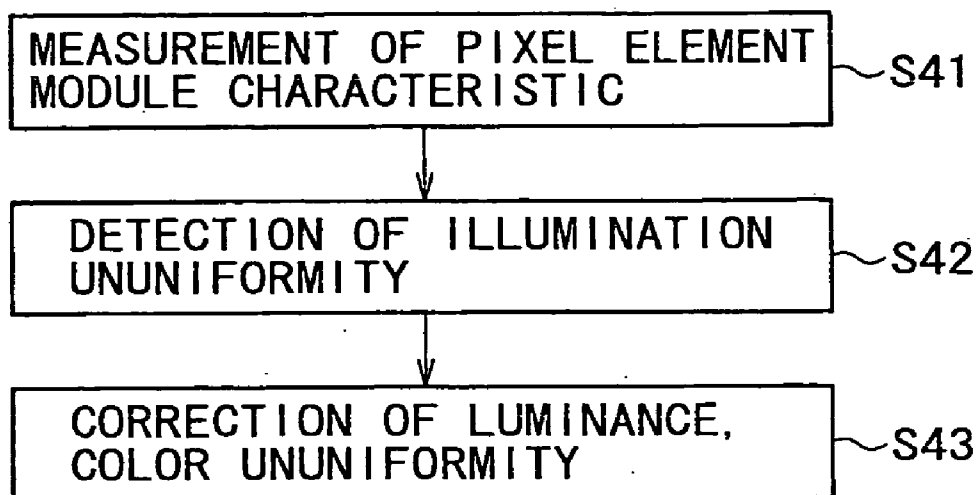 MEASUREMENT OF PIXEL ELEMENT
MODULE CHARACTERISTIC
S41
DETECTION OF ILLUMINATION
UNUNIFORMITY
S42
CORRECTION OF LUMINANCE,
COLOR UNUNIFORMITY
S43